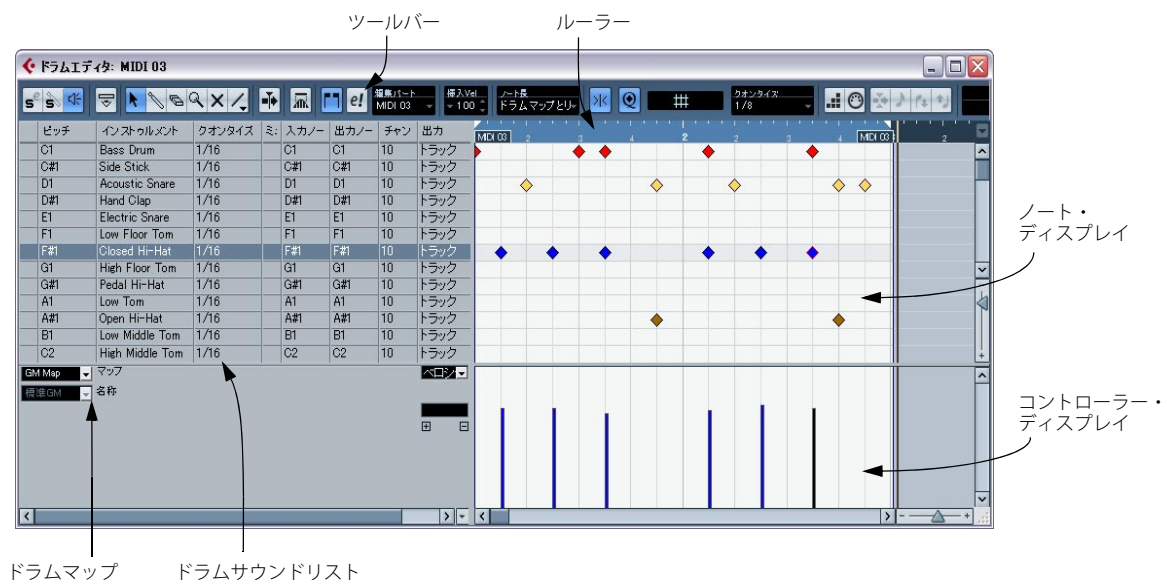 ツールバー
ルーラー
ドラムエディタ: MIDI 03
編集パート
MIDI 03
挿入Vel
100
ノート長
ドラムマップとリ
クオンタイズ
1/8
ピッチ インストゥルメント クオンタイズ ミ: 入力ノー 出力ノー チャン 出力
MIDI 03 2 3 4 2 2 3 4 MIDI 03 2
C1 Bass Drum 1/16 C1 C1 10 トラック
C#1 Side Stick 1/16 C#1 C#1 10 トラック
D1 Acoustic Snare 1/16 D1 D1 10 トラック
D#1 Hand Clap 1/16 D#1 D#1 10 トラック
E1 Electric Snare 1/16 E1 E1 10 トラック
F1 Low Floor Tom 1/16 F1 F1 10 トラック
F#1 Closed Hi-Hat 1/16 F#1 F#1 10 トラック
G1 High Floor Tom 1/16 G1 G1 10 トラック
G#1 Pedal Hi-Hat 1/16 G#1 G#1 10 トラック
A1 Low Tom 1/16 A1 A1 10 トラック
A#1 Open Hi-Hat 1/16 A#1 A#1 10 トラック
B1 Low Middle Tom 1/16 B1 B1 10 トラック
C2 High Middle Tom 1/16 C2 C2 10 トラック
GM Map マップ
標準GM 名称
ベロシ
ノート・
ディスプレイ
コントローラー・
ディスプレイ
ドラムマップ
ドラムサウンドリスト